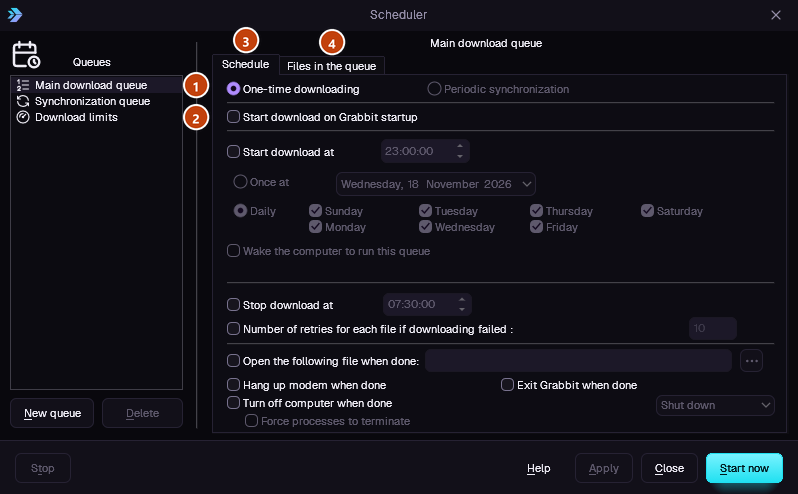 Scheduler
Queues
Main download queue
Synchronization queue
Download limits
1
2
New queue
Delete
3
4
Main download queue
Schedule
Files in the queue
One-time downloading
Periodic synchronization
Start download on Grabbit startup
Start download at
23:00:00
Once at
Wednesday, 18 November 2026
Daily
Sunday
Tuesday
Thursday
Saturday
Monday
Wednesday
Friday
Wake the computer to run this queue
Stop download at
07:30:00
Number of retries for each file if downloading failed :
10
Open the following file when done:
...
Hang up modem when done
Exit Grabbit when done
Turn off computer when done
Shut down
Force processes to terminate
Stop
Help
Apply
Close
Start now